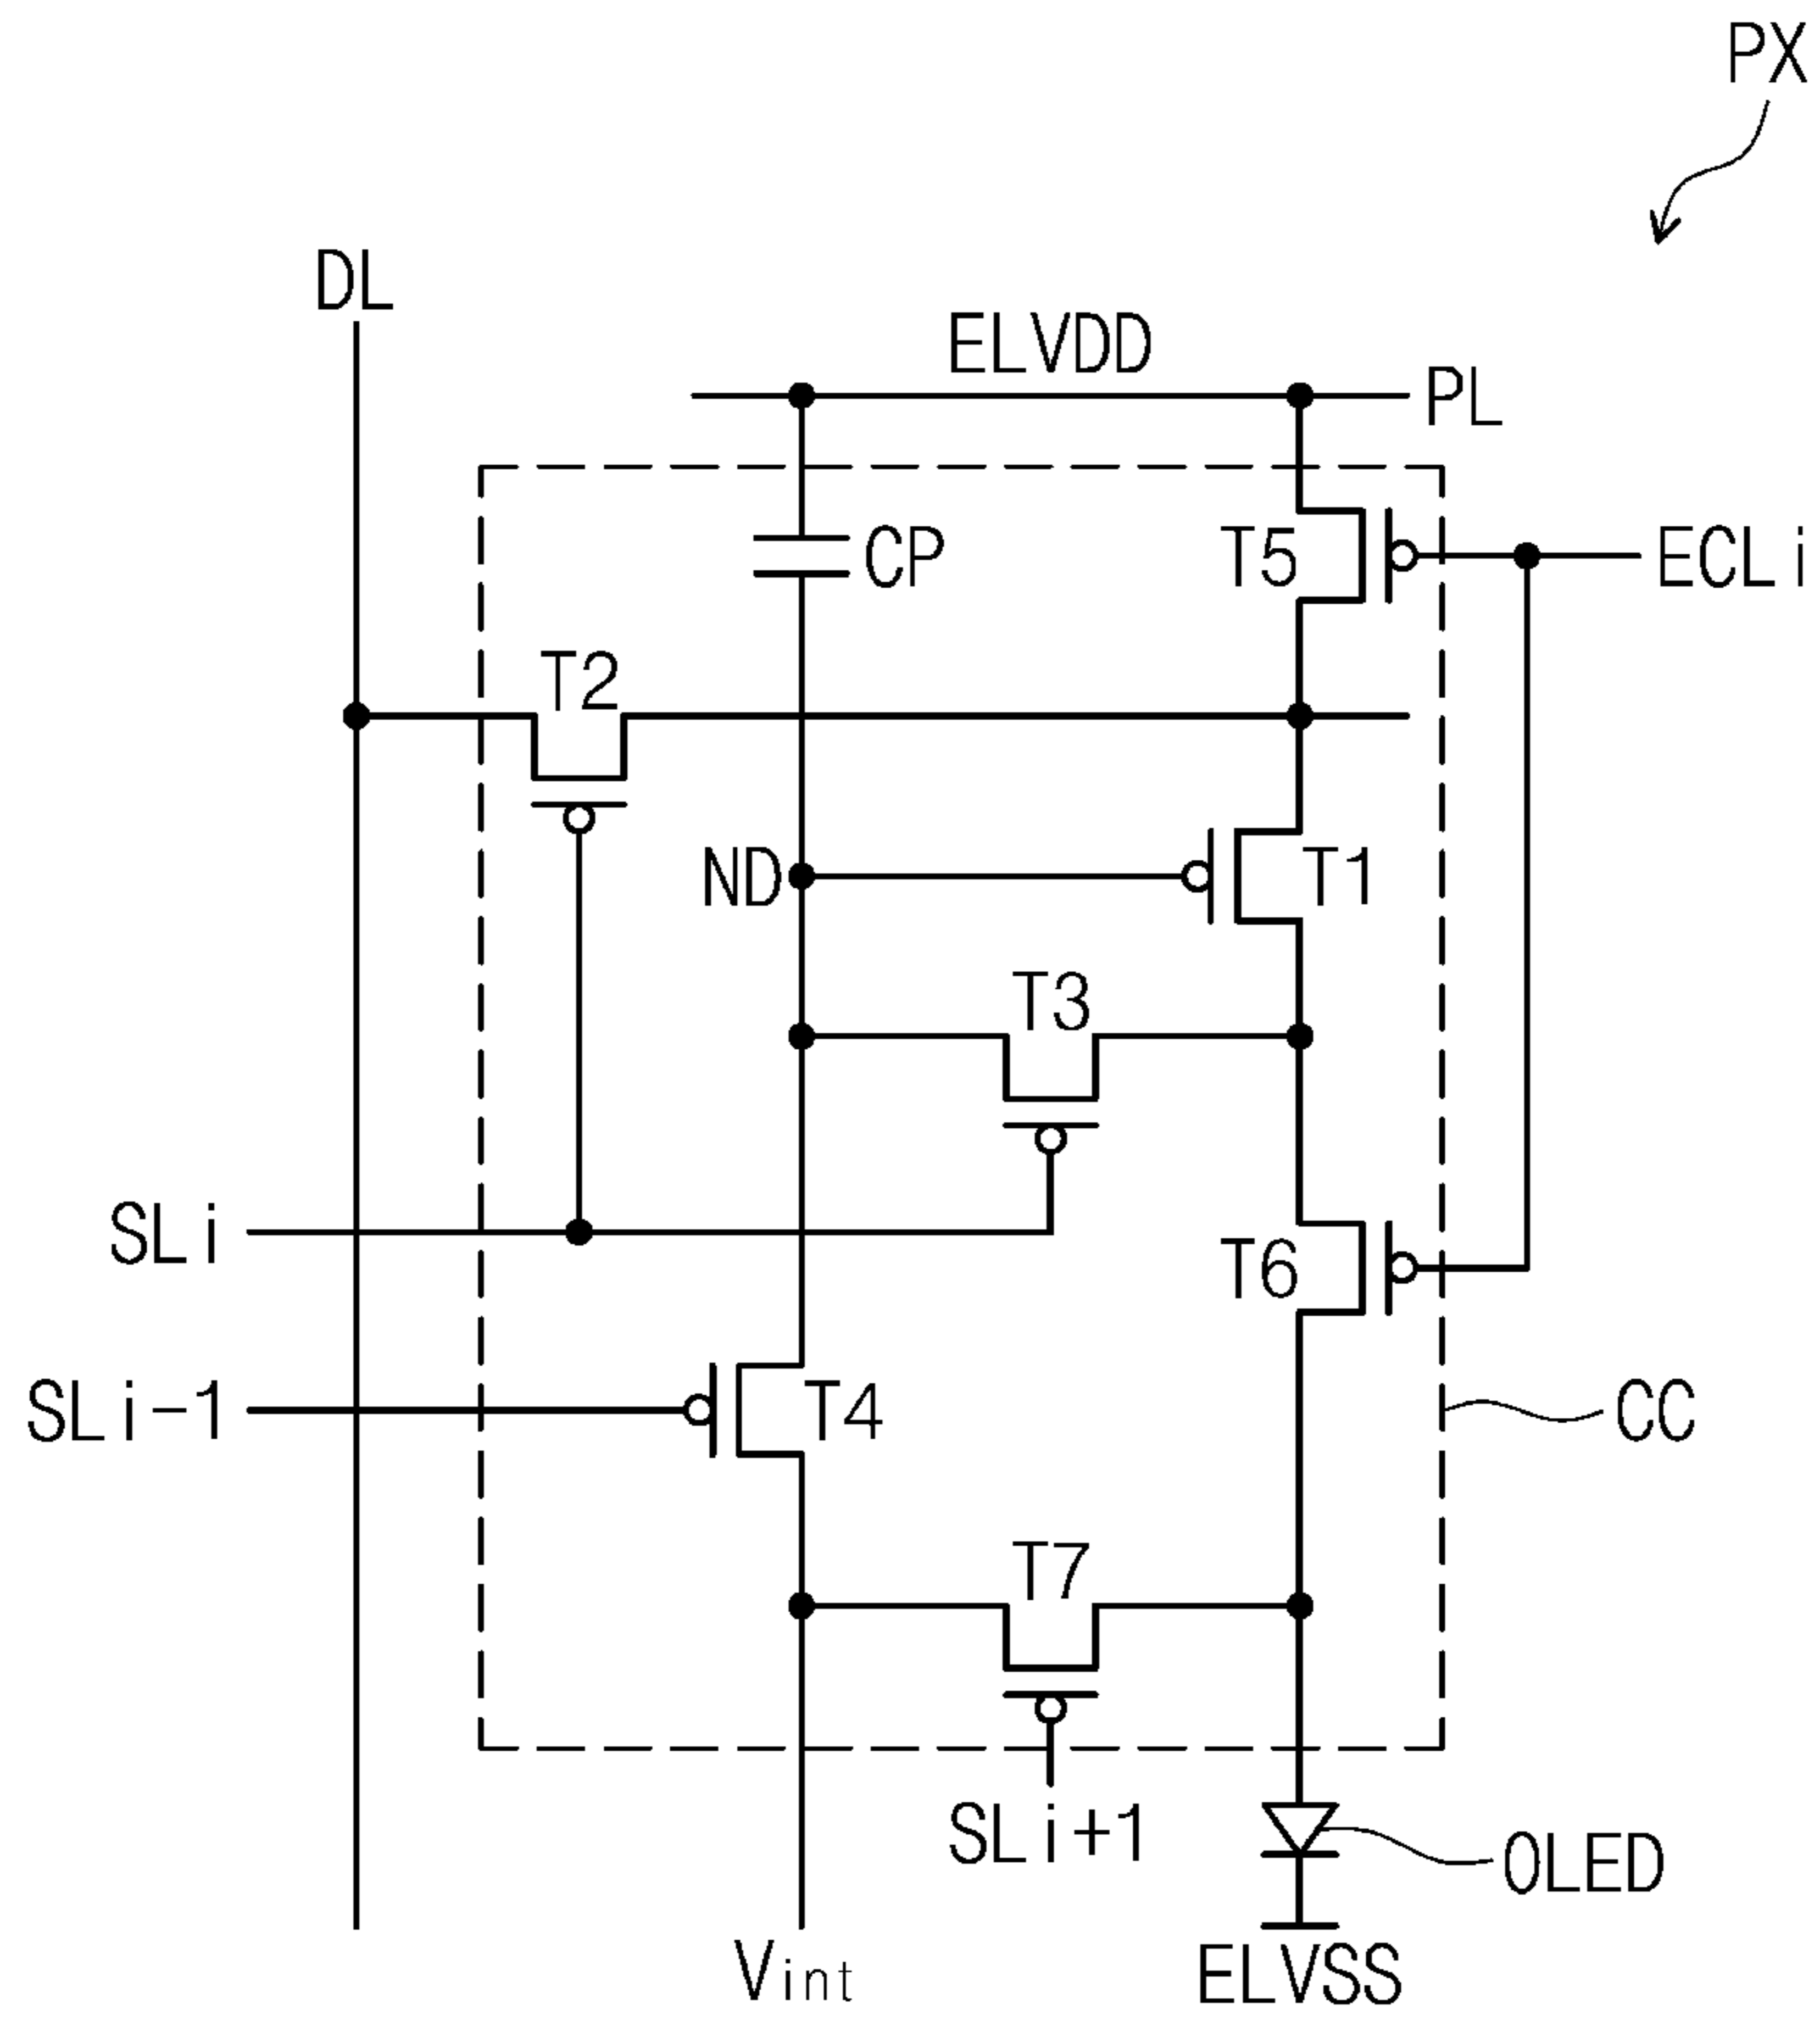 PX
DL
ELVDD
PL
CP
T5
ECLi
T2
ND
T1
T3
SLi
T6
SLi-1
T4
CC
T7
SLi+1
OLED
Vint
ELVSS